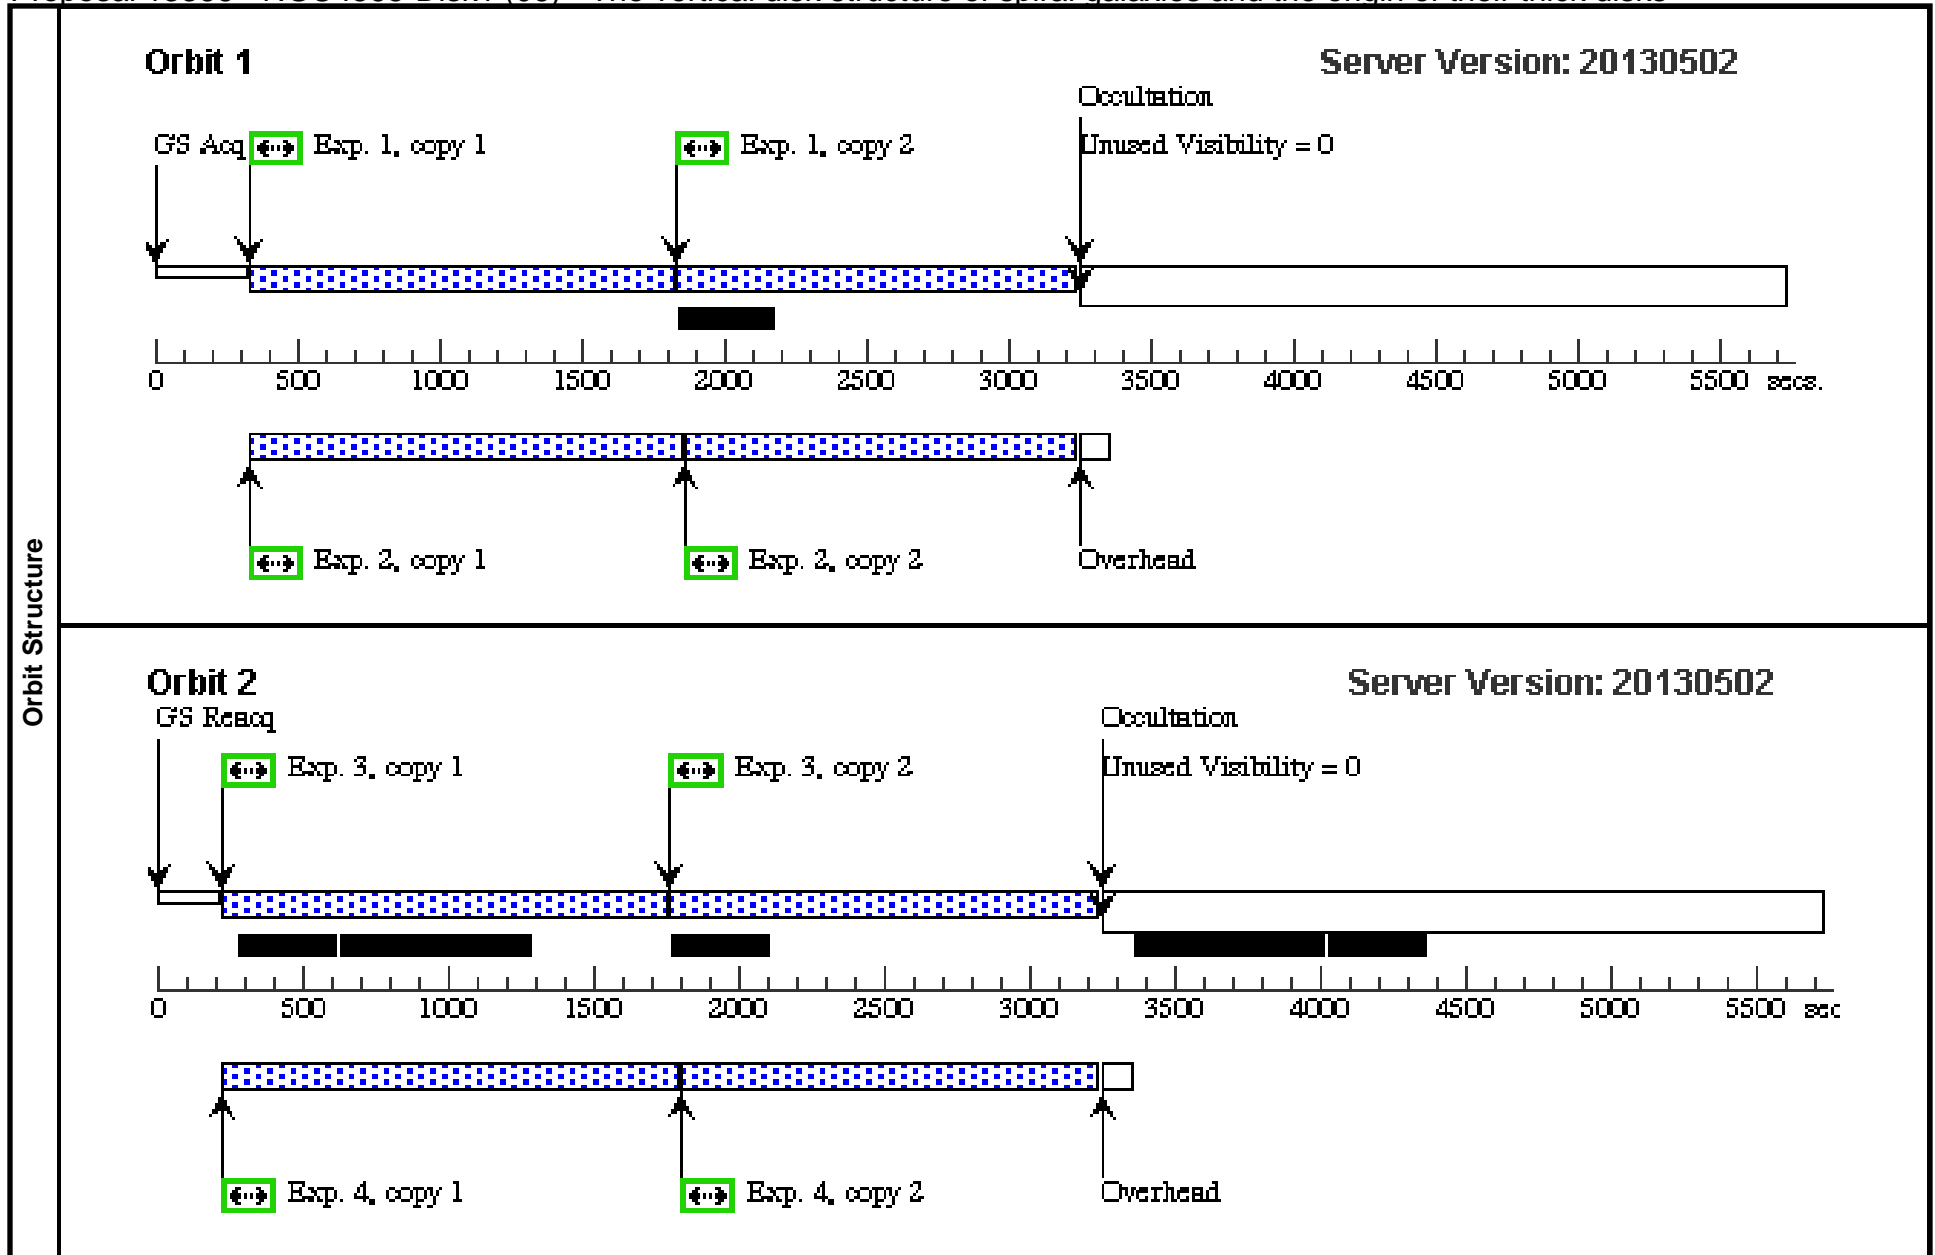 Orbit Structure
Orbit 1
Server Version: 20130502
Occultation
GS Acq
Exp. 1, copy 1
Exp. 1, copy 2
Unused Visibility = 0
0 500 1000 1500 2000 2500 3000 3500 4000 4500 5000 5500 secs.
Exp. 2, copy 1
Exp. 2, copy 2
Overhead
Orbit 2
Server Version: 20130502
GS Reacq
Occultation
Exp. 3, copy 1
Exp. 3, copy 2
Unused Visibility = 0
0 500 1000 1500 2000 2500 3000 3500 4000 4500 5000 5500 sec
Exp. 4, copy 1
Exp. 4, copy 2
Overhead